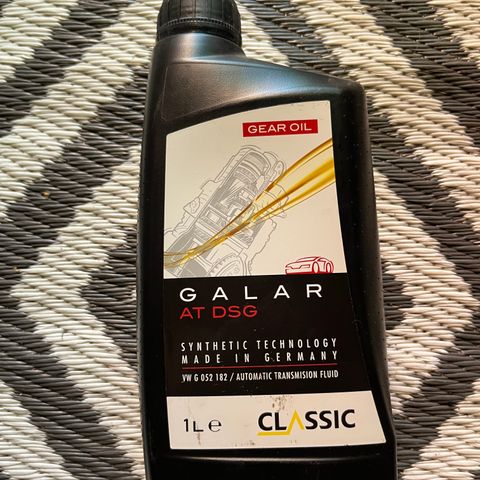 GEAR OIL
GALAR
AT DSG
SYNTHETIC TECHNOLOGY
MADE IN GERMANY
VW G 052 182 / AUTOMATIC TRANSMISION FLUID
1L e
CLASSIC